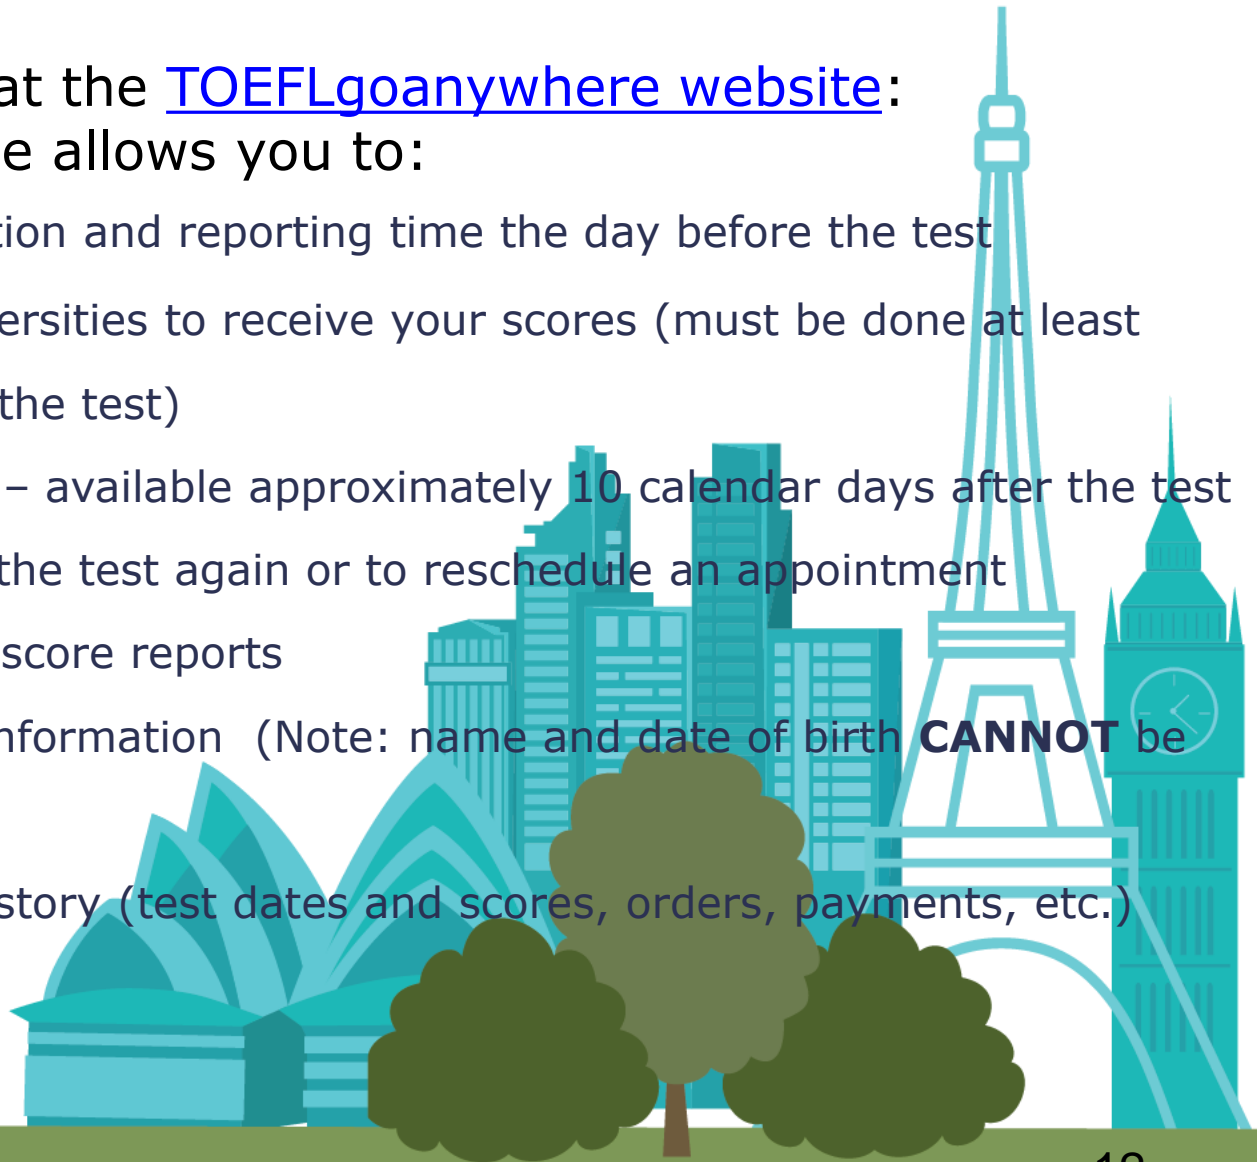 at the TOEFLgoanywhere website:
e allows you to:
tion and reporting time the day before the test
ersities to receive your scores (must be done at least
the test)
– available approximately 10 calendar days after the test
the test again or to reschedule an appointment
score reports
nformation (Note: name and date of birth CANNOT be
story (test dates and scores, orders, payments, etc.)